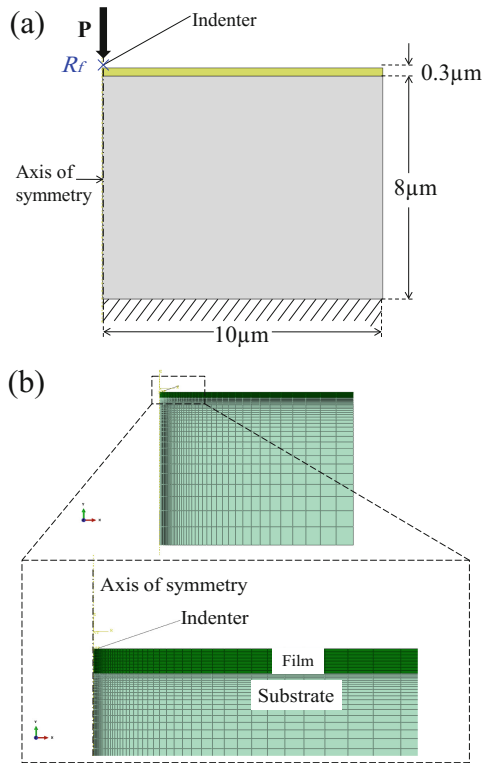 (a)
P
Indenter
Rf
0.3µm
Axis of
symmetry
8µm
10µm
(b)
Axis of symmetry
Indenter
Film
Substrate